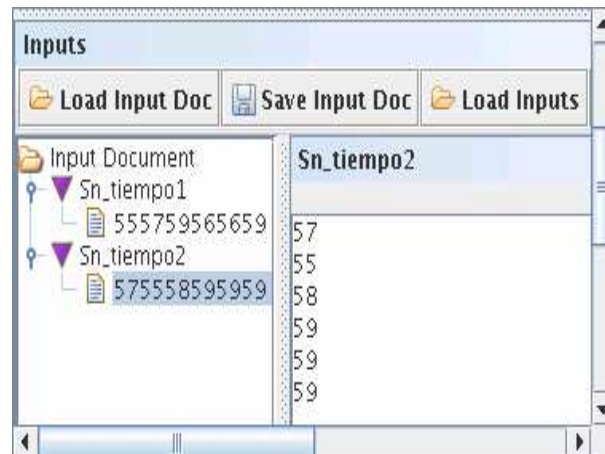 Inputs
Load Input Doc Save Input Doc Load Inputs
Input Document
Sn_tiempo1
555759565659
Sn_tiempo2
575558595959
Sn_tiempo2
57
55
58
59
59
59